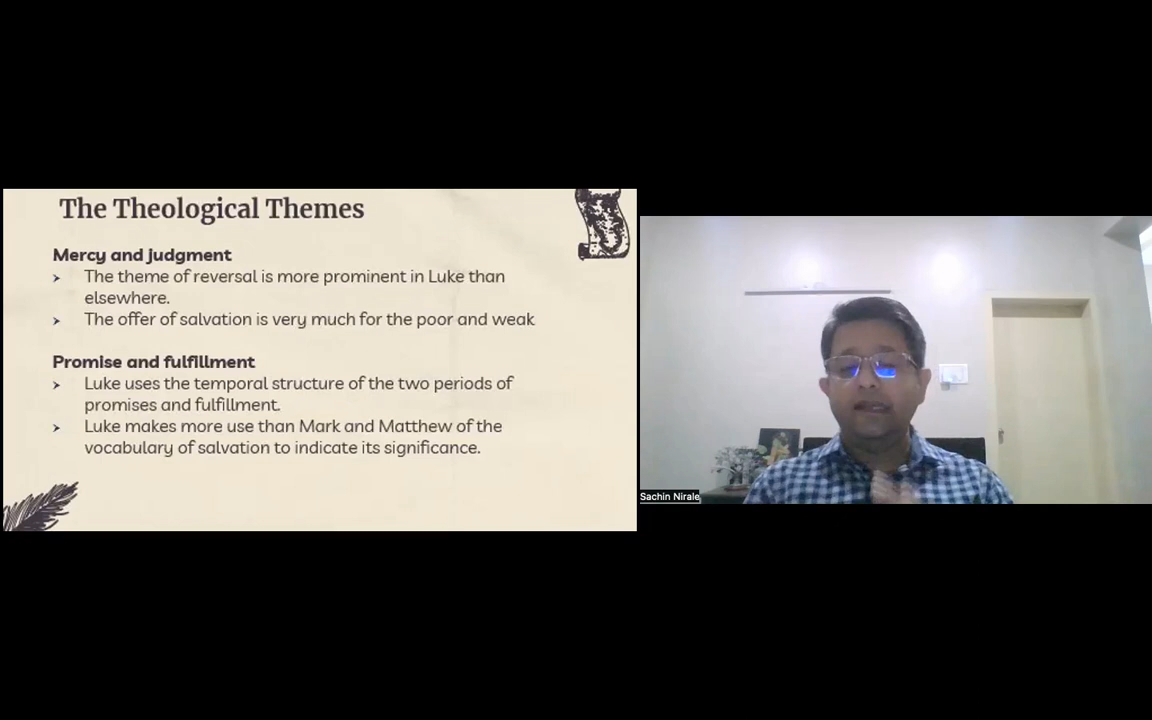 The Theological Themes
Mercy and judgment
➤ The theme of reversal is more prominent in Luke than
elsewhere.
➤ The offer of salvation is very much for the poor and weak
Promise and fulfillment
➤ Luke uses the temporal structure of the two periods of
promises and fulfillment.
➤ Luke makes more use than Mark and Matthew of the
vocabulary of salvation to indicate its significance.
Sachin Nirale